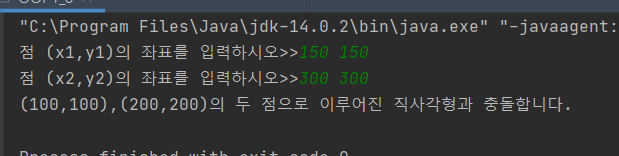 "C:\Program Files\Java\jdk-14.0.2\bin\java.exe" "-javaagent:
점 (x1,y1)의 좌표를 입력하시오>>150 150
점 (x2,y2)의 좌표를 입력하시오>>300 300
(100,100),(200,200)의 두 점으로 이루어진 직사각형과 충돌합니다.
Process finished with exit code 0